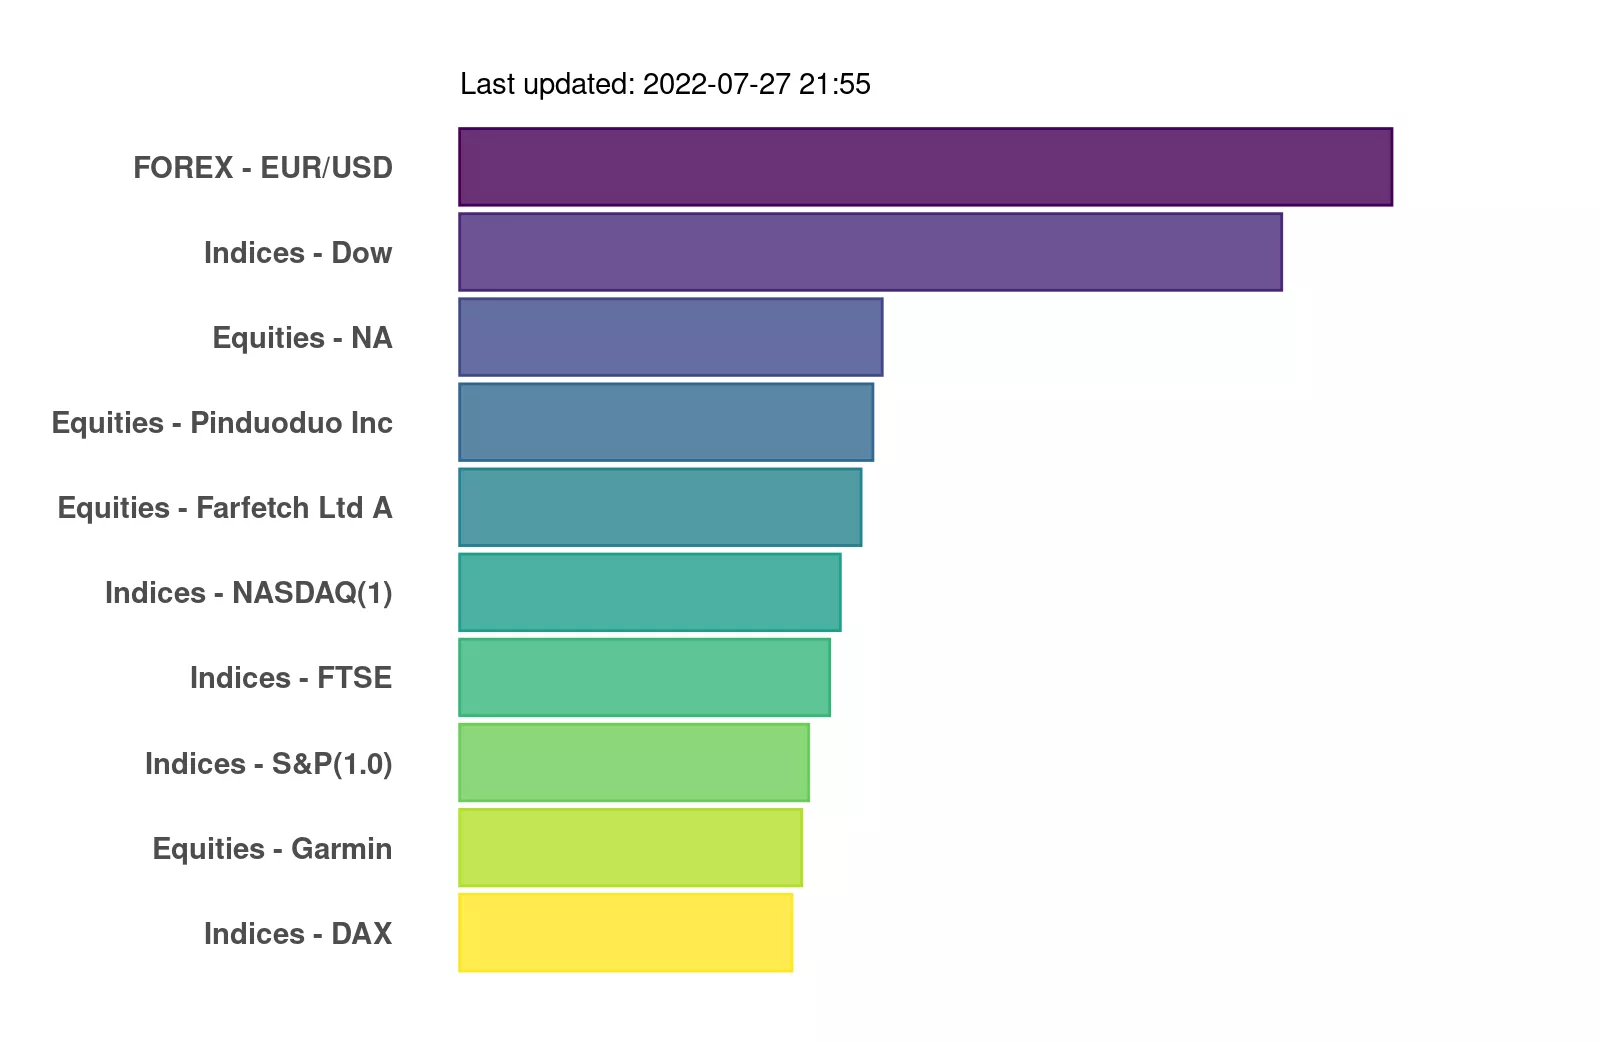 Last updated: 2022-07-27 21:55
FOREX - EUR/USD
Indices - Dow
Equities - NA
Equities - Pinduoduo Inc
Equities - Farfetch Ltd A
Indices - NASDAQ(1)
Indices - FTSE
Indices - S&P(1.0)
Equities - Garmin
Indices - DAX